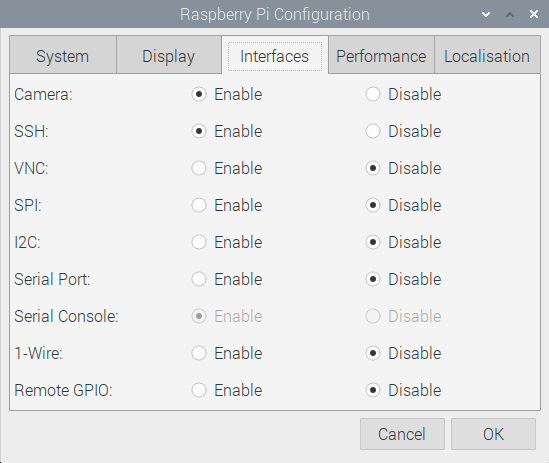 Raspberry Pi Configuration
System Display Interfaces Performance Localisation
Camera: Enable Disable
SSH: Enable Disable
VNC: Enable Disable
SPI: Enable Disable
I2C: Enable Disable
Serial Port: Enable Disable
Serial Console: Enable Disable
1-Wire: Enable Disable
Remote GPIO: Enable Disable
Cancel OK